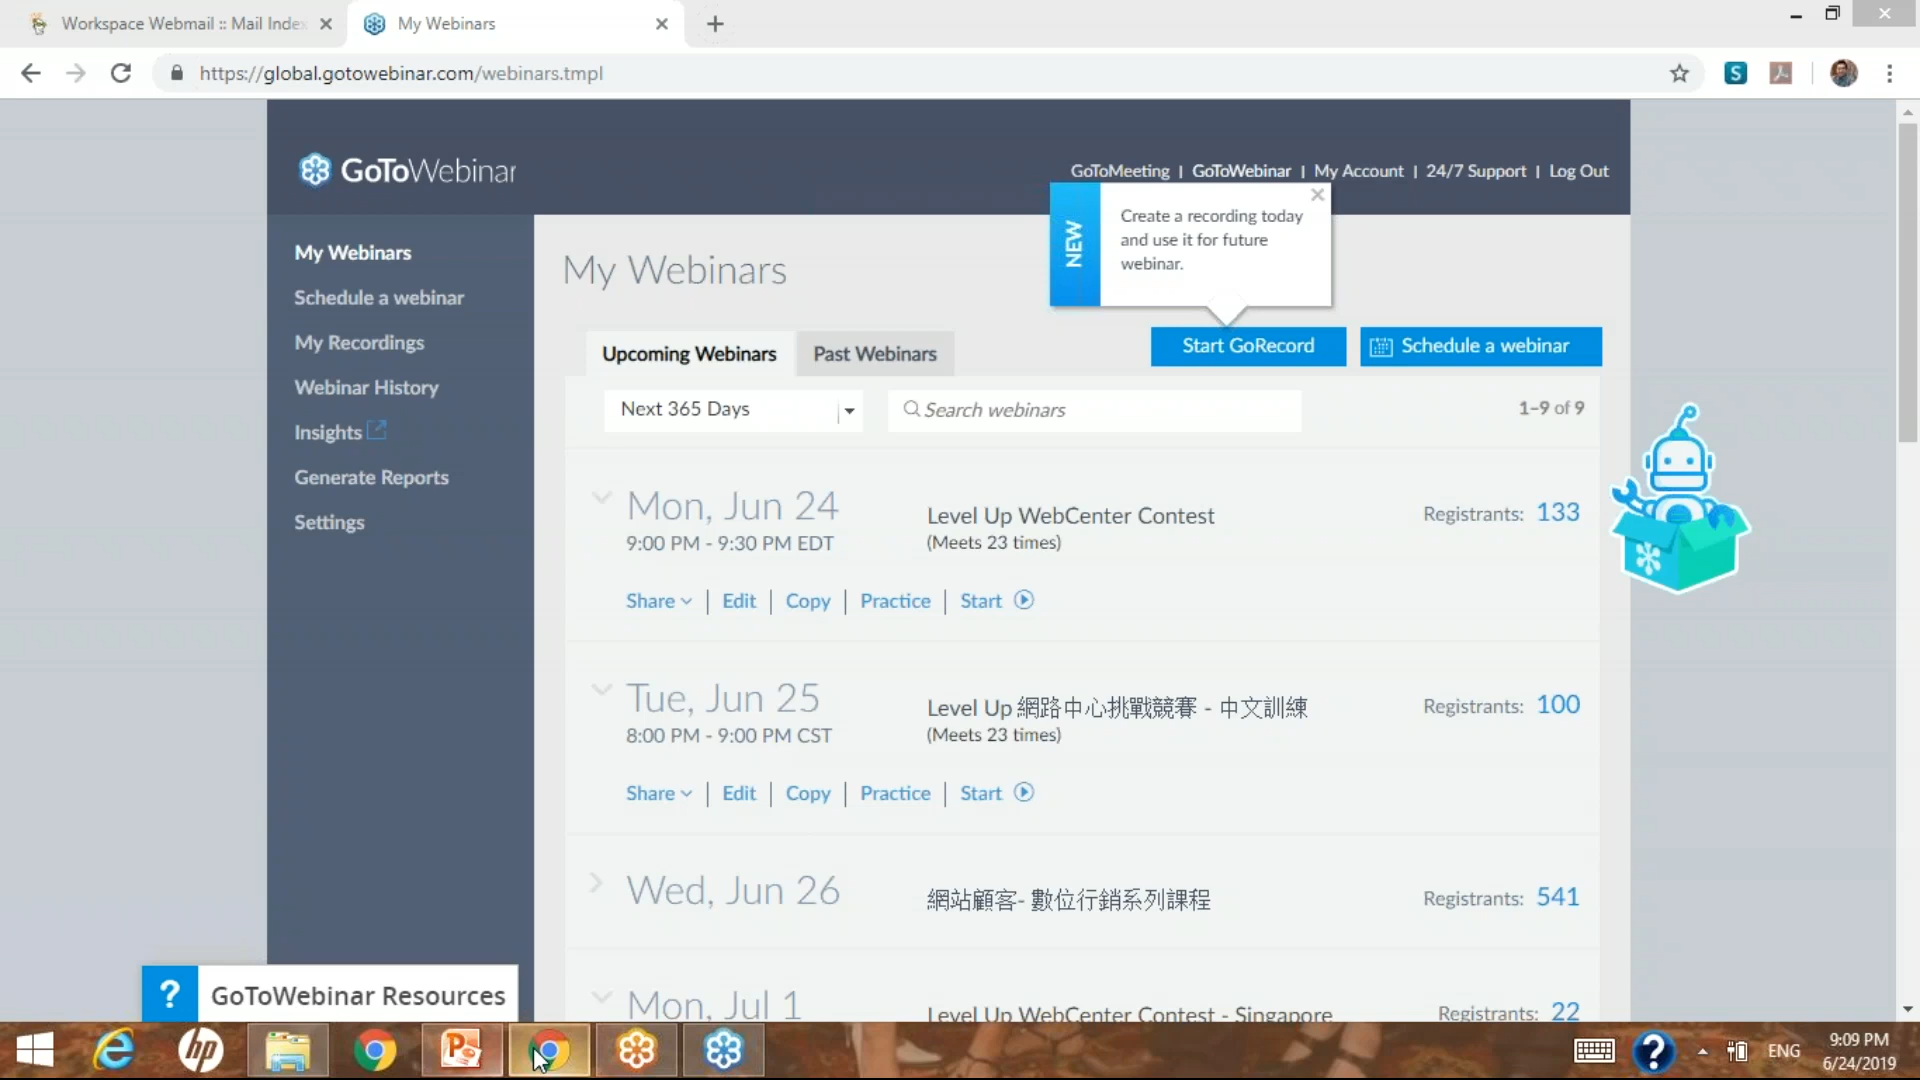 Workspace Webmail :: Mail Index
My Webinars
https://global.gotowebinar.com/webinars.tmpl
S
GoToWebinar
GoToMeeting | GoToWebinar | My Account | 24/7 Support | Log Out
NEW
Create a recording today
and use it for future
webinar.
My Webinars
Schedule a webinar
My Recordings
Webinar History
Insights
Generate Reports
Settings
My Webinars
Start GoRecord
Schedule a webinar
Upcoming Webinars
Past Webinars
Next 365 Days
Search webinars
1–9 of 9
Mon, Jun 24
9:00 PM - 9:30 PM EDT
Level Up WebCenter Contest
(Meets 23 times)
Registrants: 133
Share | Edit | Copy | Practice | Start
Tue, Jun 25
8:00 PM - 9:00 PM CST
Level Up 網路中心挑戰競賽 - 中文訓練
(Meets 23 times)
Registrants: 100
Share | Edit | Copy | Practice | Start
Wed, Jun 26
網站顧客- 數位行銷系列課程
Registrants: 541
Mon, Jul 1
Level Up WebCenter Contest - Singapore
Registrants: 22
? GoToWebinar Resources
hp
P
?
ENG
9:09 PM
6/24/2019